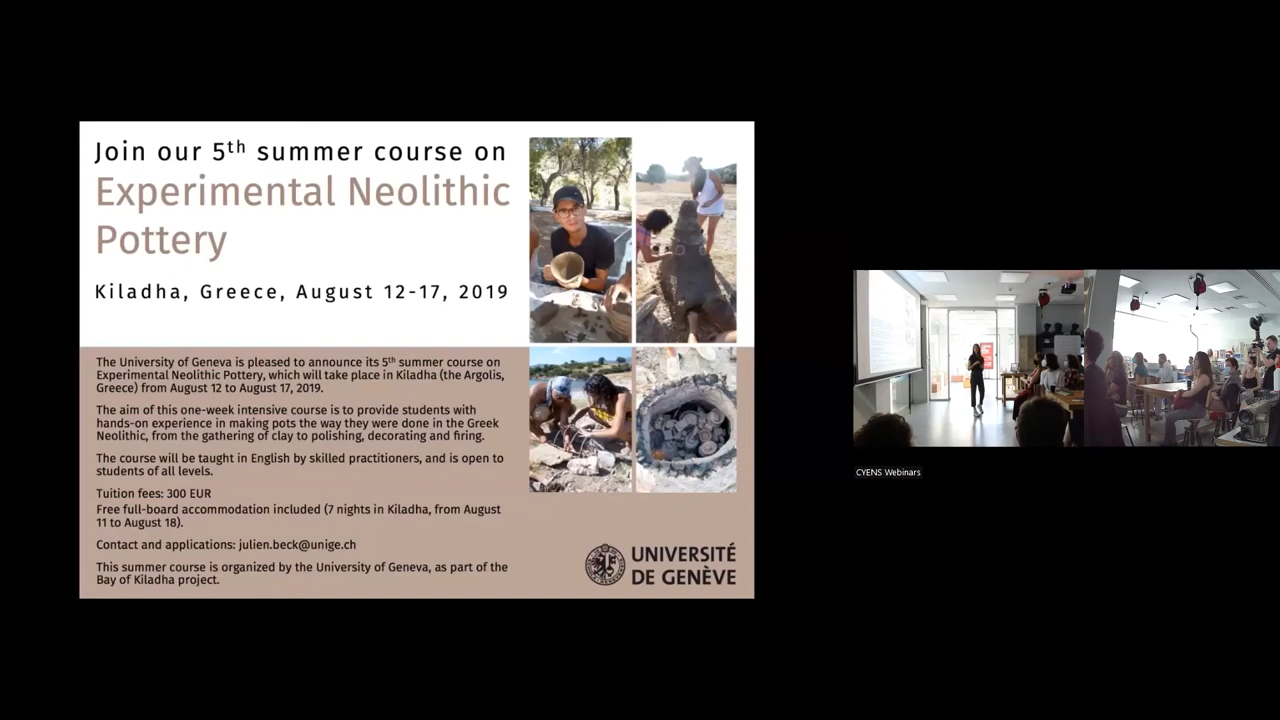 Join our 5th summer course on
Experimental Neolithic
Pottery
Kiladha, Greece, August 12-17, 2019
The University of Geneva is pleased to announce its 5th summer course on
Experimental Neolithic Pottery, which will take place in Kiladha (the Argolis,
Greece) from August 12 to August 17, 2019.
The aim of this one-week intensive course is to provide students with
hands-on experience in making pots the way they were done in the Greek
Neolithic, from the gathering of clay to polishing, decorating and firing.
The course will be taught in English by skilled practitioners, and is open to
students of all levels.
Tuition fees: 300 EUR
Free full-board accommodation included (7 nights in Kiladha, from August
11 to August 18).
Contact and applications: julien.beck@unige.ch
This summer course is organized by the University of Geneva, as part of the
Bay of Kiladha project.
UNIVERSITÉ
DE GENÈVE
CYENS Webinars